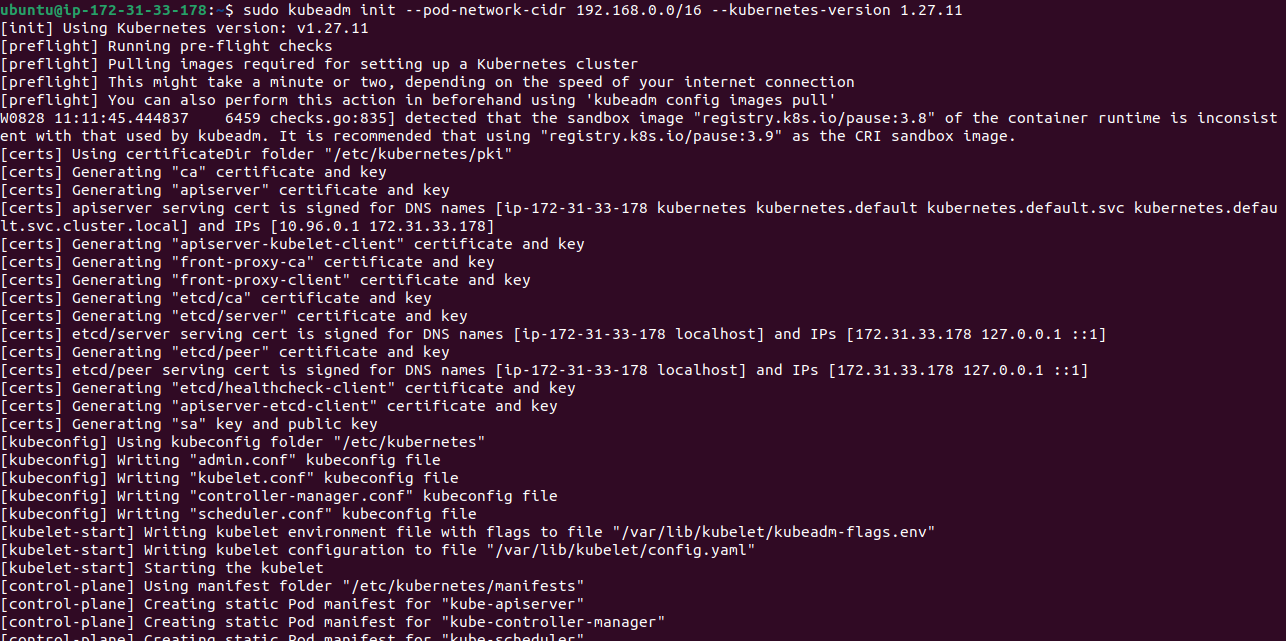 ubuntu@ip-172-31-33-178:~$ sudo kubeadm init --pod-network-cidr 192.168.0.0/16 --kubernetes-version 1.27.11
[init] Using Kubernetes version: v1.27.11
[preflight] Running pre-flight checks
[preflight] Pulling images required for setting up a Kubernetes cluster
[preflight] This might take a minute or two, depending on the speed of your internet connection
[preflight] You can also perform this action in beforehand using 'kubeadm config images pull'
W0828 11:11:45.444837    6459 checks.go:835] detected that the sandbox image "registry.k8s.io/pause:3.8" of the container runtime is inconsist
ent with that used by kubeadm. It is recommended that using "registry.k8s.io/pause:3.9" as the CRI sandbox image.
[certs] Using certificateDir folder "/etc/kubernetes/pki"
[certs] Generating "ca" certificate and key
[certs] Generating "apiserver" certificate and key
[certs] apiserver serving cert is signed for DNS names [ip-172-31-33-178 kubernetes kubernetes.default kubernetes.default.svc kubernetes.defau
lt.svc.cluster.local] and IPs [10.96.0.1 172.31.33.178]
[certs] Generating "apiserver-kubelet-client" certificate and key
[certs] Generating "front-proxy-ca" certificate and key
[certs] Generating "front-proxy-client" certificate and key
[certs] Generating "etcd/ca" certificate and key
[certs] Generating "etcd/server" certificate and key
[certs] etcd/server serving cert is signed for DNS names [ip-172-31-33-178 localhost] and IPs [172.31.33.178 127.0.0.1 ::1]
[certs] Generating "etcd/peer" certificate and key
[certs] etcd/peer serving cert is signed for DNS names [ip-172-31-33-178 localhost] and IPs [172.31.33.178 127.0.0.1 ::1]
[certs] Generating "etcd/healthcheck-client" certificate and key
[certs] Generating "apiserver-etcd-client" certificate and key
[certs] Generating "sa" key and public key
[kubeconfig] Using kubeconfig folder "/etc/kubernetes"
[kubeconfig] Writing "admin.conf" kubeconfig file
[kubeconfig] Writing "kubelet.conf" kubeconfig file
[kubeconfig] Writing "controller-manager.conf" kubeconfig file
[kubeconfig] Writing "scheduler.conf" kubeconfig file
[kubelet-start] Writing kubelet environment file with flags to file "/var/lib/kubelet/kubeadm-flags.env"
[kubelet-start] Writing kubelet configuration to file "/var/lib/kubelet/config.yaml"
[kubelet-start] Starting the kubelet
[control-plane] Using manifest folder "/etc/kubernetes/manifests"
[control-plane] Creating static Pod manifest for "kube-apiserver"
[control-plane] Creating static Pod manifest for "kube-controller-manager"
[control-plane] Creating static Pod manifest for "kube-scheduler"